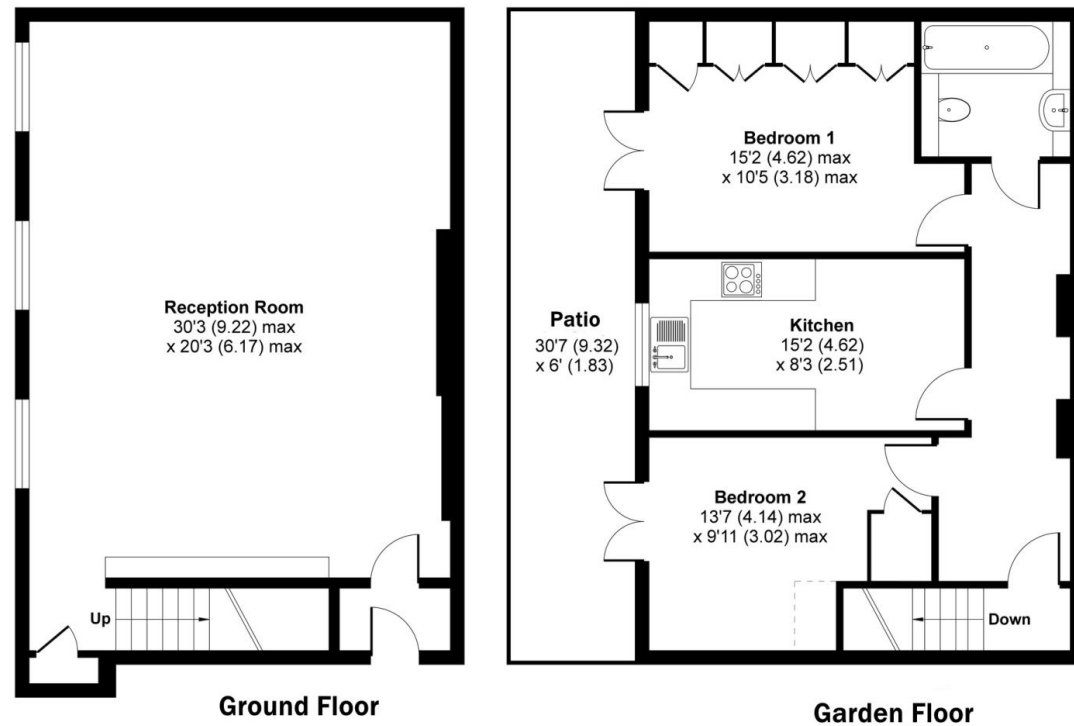 Reception Room
30'3 (9.22) max
x 20'3 (6.17) max
Up
Ground Floor
Patio
30'7 (9.32)
x 6' (1.83)
Bedroom 1
15'2 (4.62) max
x 10'5 (3.18) max
Kitchen
15'2 (4.62)
x 8'3 (2.51)
Bedroom 2
13'7 (4.14) max
x 9'11 (3.02) max
Down
Garden Floor